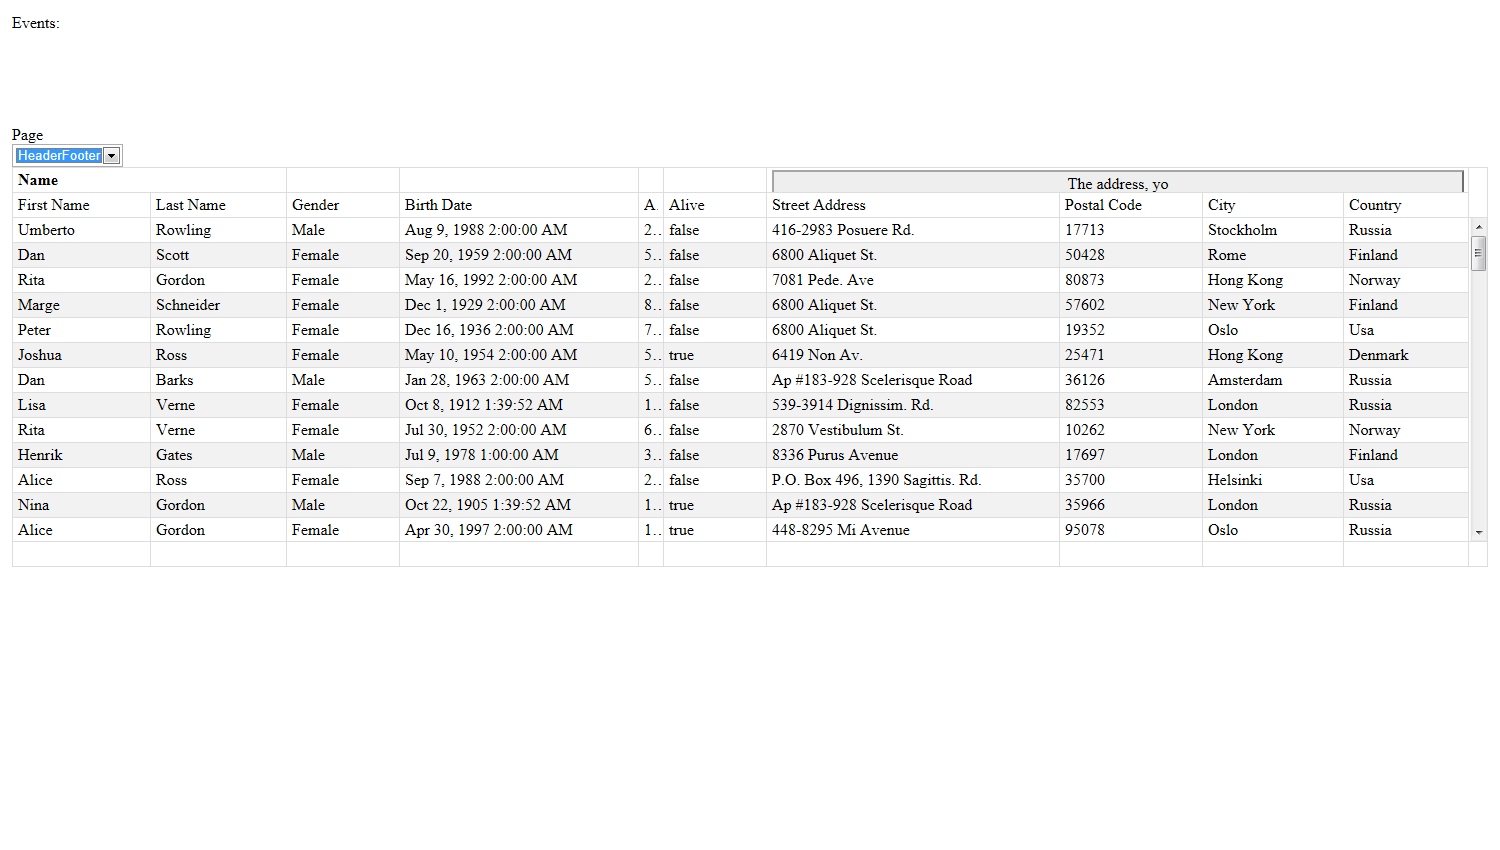 Events:
Page
HeaderFooter
Name The address, yo
First Name Last Name Gender Birth Date A. Alive Street Address Postal Code City Country
Umberto Rowling Male Aug 9, 1988 2:00:00 AM 2.. false 416-2983 Posuere Rd. 17713 Stockholm Russia
Dan Scott Female Sep 20, 1959 2:00:00 AM 5.. false 6800 Aliquet St. 50428 Rome Finland
Rita Gordon Female May 16, 1992 2:00:00 AM 2.. false 7081 Pede. Ave 80873 Hong Kong Norway
Marge Schneider Female Dec 1, 1929 2:00:00 AM 8.. false 6800 Aliquet St. 57602 New York Finland
Peter Rowling Female Dec 16, 1936 2:00:00 AM 7.. false 6800 Aliquet St. 19352 Oslo Usa
Joshua Ross Female May 10, 1954 2:00:00 AM 5.. true 6419 Non Av. 25471 Hong Kong Denmark
Dan Barks Male Jan 28, 1963 2:00:00 AM 5.. false Ap #183-928 Scelerisque Road 36126 Amsterdam Russia
Lisa Verne Female Oct 8, 1912 1:39:52 AM 1.. false 539-3914 Dignissim. Rd. 82553 London Russia
Rita Verne Female Jul 30, 1952 2:00:00 AM 6.. false 2870 Vestibulum St. 10262 New York Norway
Henrik Gates Male Jul 9, 1978 1:00:00 AM 3.. false 8336 Purus Avenue 17697 London Finland
Alice Ross Female Sep 7, 1988 2:00:00 AM 2.. false P.O. Box 496, 1390 Sagittis. Rd. 35700 Helsinki Usa
Nina Gordon Male Oct 22, 1905 1:39:52 AM 1.. true Ap #183-928 Scelerisque Road 35966 London Russia
Alice Gordon Female Apr 30, 1997 2:00:00 AM 1.. true 448-8295 Mi Avenue 95078 Oslo Russia